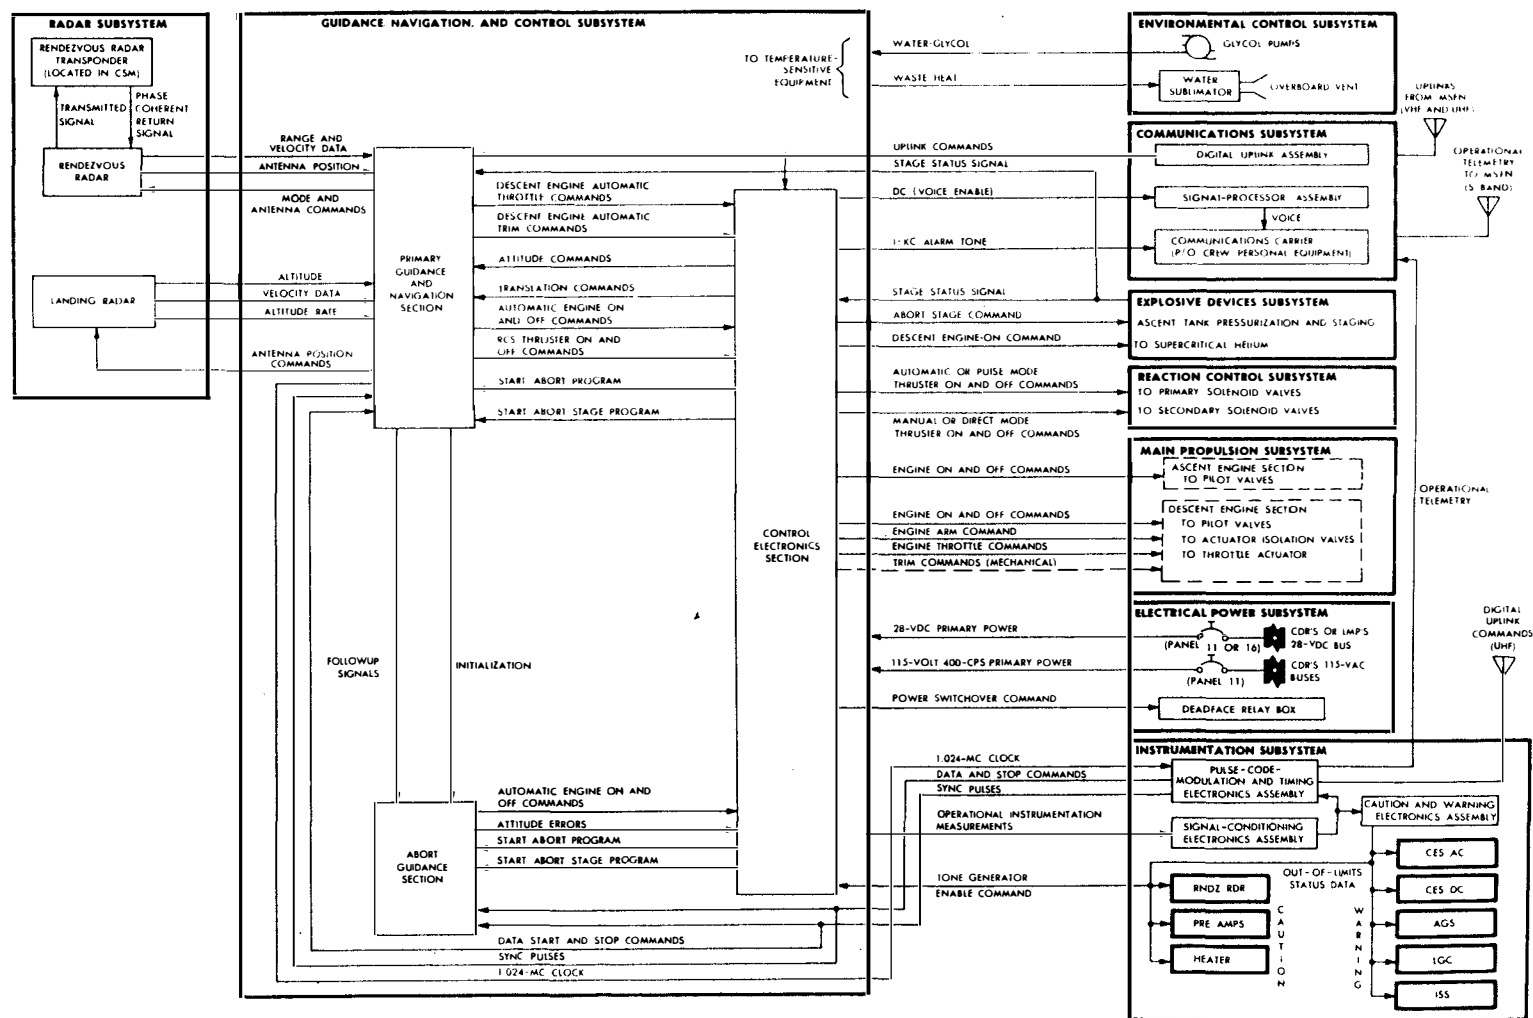 RADAR SUBSYSTEM
RENDEZVOUS RADAR
TRANSPONDER
(LOCATED IN CSM)
TRANSMITTED
SIGNAL
PHASE
COHERENT
RETURN
SIGNAL
RENDEZVOUS
RADAR
LANDING RADAR
RANGE AND
VELOCITY DATA
ANTENNA POSITION
MODE AND
ANTENNA COMMANDS
ALTITUDE
VELOCITY DATA
ALTITUDE RATE
ANTENNA POSITION
COMMANDS
GUIDANCE NAVIGATION, AND CONTROL SUBSYSTEM
TO TEMPERATURE-
SENSITIVE
EQUIPMENT
PRIMARY
GUIDANCE
AND
NAVIGATION
SECTION
DESCENT ENGINE AUTOMATIC
THROTTLE COMMANDS
DESCENT ENGINE AUTOMATIC
TRIM COMMANDS
ATTITUDE COMMANDS
TRANSLATION COMMANDS
AUTOMATIC ENGINE ON
AND OFF COMMANDS
RCS THRUSTER ON AND
OFF COMMANDS
START ABORT PROGRAM
START ABORT STAGE PROGRAM
CONTROL
ELECTRONICS
SECTION
FOLLOWUP
SIGNALS
INITIALIZATION
ABORT
GUIDANCE
SECTION
AUTOMATIC ENGINE ON AND
OFF COMMANDS
ATTITUDE ERRORS
START ABORT PROGRAM
START ABORT STAGE PROGRAM
DATA START AND STOP COMMANDS
SYNC PULSES
1.024-MC CLOCK
WATER-GLYCOL
WASTE HEAT
UPLINK COMMANDS
STAGE STATUS SIGNAL
DC (VOICE ENABLE)
1-KC ALARM TONE
STAGE STATUS SIGNAL
ABORT STAGE COMMAND
DESCENT ENGINE-ON COMMAND
AUTOMATIC OR PULSE MODE
THRUSTER ON AND OFF COMMANDS
MANUAL OR DIRECT MODE
THRUSTER ON AND OFF COMMANDS
ENGINE ON AND OFF COMMANDS
ENGINE ON AND OFF COMMANDS
ENGINE ARM COMMAND
ENGINE THROTTLE COMMANDS
TRIM COMMANDS (MECHANICAL)
28-VDC PRIMARY POWER
115-VOLT 400-CPS PRIMARY POWER
POWER SWITCHOVER COMMAND
1.024-MC CLOCK
DATA AND STOP COMMANDS
SYNC PULSES
OPERATIONAL INSTRUMENTATION
MEASUREMENTS
TONE GENERATOR
ENABLE COMMAND
ENVIRONMENTAL CONTROL SUBSYSTEM
GLYCOL PUMPS
WATER
SUBLIMATOR
OVERBOARD VENT
COMMUNICATIONS SUBSYSTEM
DIGITAL UPLINK ASSEMBLY
SIGNAL-PROCESSOR ASSEMBLY
VOICE
COMMUNICATIONS CARRIER
(P/O CREW PERSONAL EQUIPMENT)
UPLINKS
FROM MSFN
(VHF AND UHF)
OPERATIONAL
TELEMETRY
TO MSFN
(S BAND)
EXPLOSIVE DEVICES SUBSYSTEM
ASCENT TANK PRESSURIZATION AND STAGING
TO SUPERCRITICAL HELIUM
REACTION CONTROL SUBSYSTEM
TO PRIMARY SOLENOID VALVES
TO SECONDARY SOLENOID VALVES
MAIN PROPULSION SUBSYSTEM
ASCENT ENGINE SECTION
TO PILOT VALVES
DESCENT ENGINE SECTION
TO PILOT VALVES
TO ACTUATOR ISOLATION VALVES
TO THROTTLE ACTUATOR
OPERATIONAL
TELEMETRY
ELECTRICAL POWER SUBSYSTEM
(PANEL 11 OR 16)
CDR'S OR LMP'S
28-VDC BUS
(PANEL 11)
CDR'S 115-VAC
BUSES
DEADFACE RELAY BOX
DIGITAL
UPLINK
COMMANDS
(UHF)
INSTRUMENTATION SUBSYSTEM
PULSE-CODE-
MODULATION AND TIMING
ELECTRONICS ASSEMBLY
SIGNAL-CONDITIONING
ELECTRONICS ASSEMBLY
CAUTION AND WARNING
ELECTRONICS ASSEMBLY
OUT-OF-LIMITS
STATUS DATA
RNDZ RDR
PRE AMPS
HEATER
CAUTION
WARNING
CES AC
CES DC
AGS
LGC
ISS